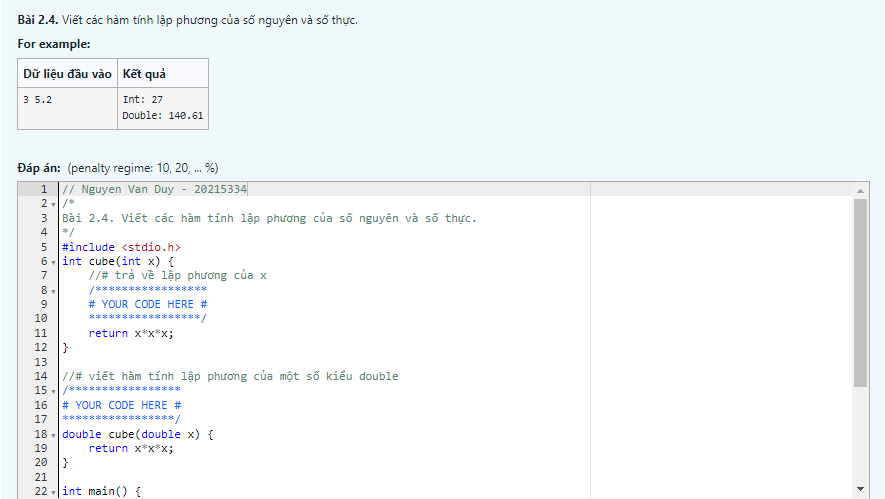 Bài 2.4. Viết các hàm tính lập phương của số nguyên và số thực.
For example:
Dữ liệu đầu vào Kết quả
3 5.2 Int: 27
Double: 140.61
Đáp án: (penalty regime: 10, 20, ... %)
1 // Nguyen Van Duy - 20215334
2 /*
3 Bài 2.4. Viết các hàm tính lập phương của số nguyên và số thực.
4 */
5 #include <stdio.h>
6 int cube(int x) {
7 //# trả về lập phương của x
8 /*****************
9 # YOUR CODE HERE #
10 *****************/
11 return x*x*x;
12 }
13
14 //# viết hàm tính lập phương của một số kiểu double
15 /*****************
16 # YOUR CODE HERE #
17 *****************/
18 double cube(double x) {
19 return x*x*x;
20 }
21
22 int main() {